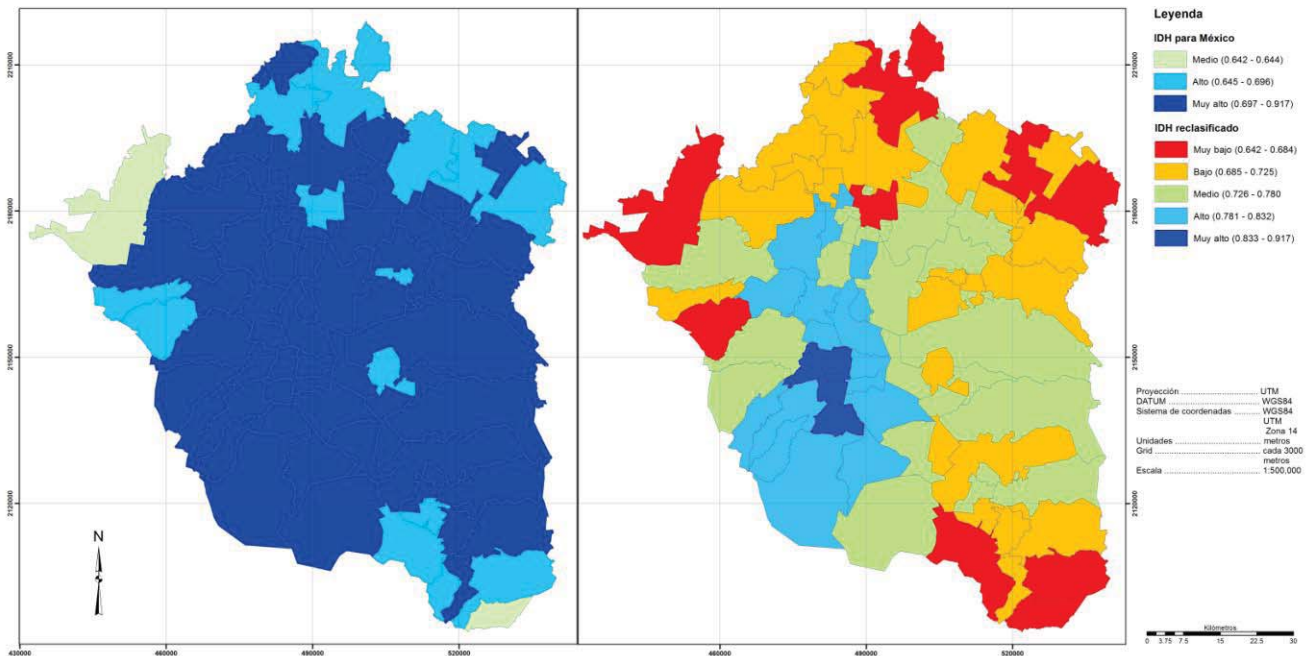 Leyenda
IDH para México
Medio (0.642 - 0.644)
Alto (0.645 - 0.696)
Muy alto (0.697 - 0.917)
IDH reclasificado
Muy bajo (0.642 - 0.684)
Bajo (0.685 - 0.725)
Medio (0.726 - 0.780)
Alto (0.781 - 0.832)
Muy alto (0.833 - 0.917)
Proyección ........................ UTM
DATUM ........................... WGS84
Sistema de coordenadas ......... WGS84
UTM
Zona 14
Unidades ........................ metros
Grid ........................ cada 3000
metros
Escala ........................ 1:500,000
Kilómetros
0 3.75 7.5 15 22.5 30
N
2210000
2180000
2150000
2120000
2210000
2180000
2150000
2120000
430000
460000
490000
520000
460000
490000
520000